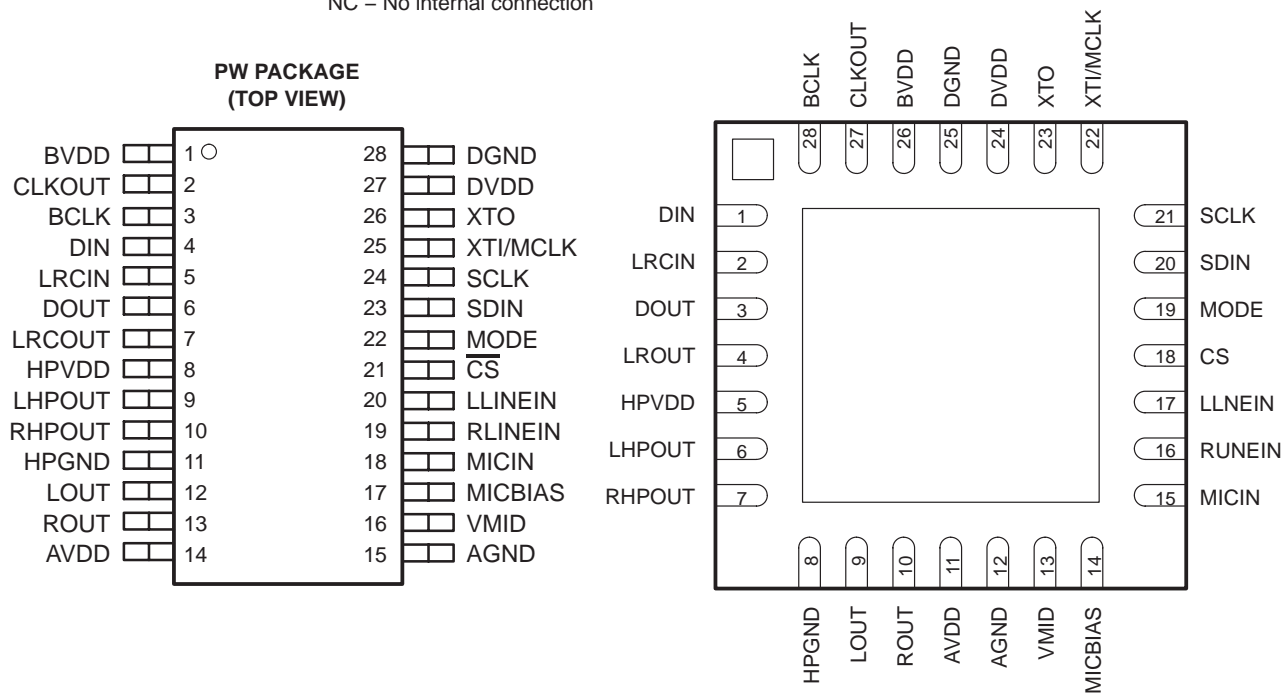 NC − No internal connection
PW PACKAGE
(TOP VIEW)
BVDD 1 28 DGND
CLKOUT 2 27 DVDD
BCLK 3 26 XTO
DIN 4 25 XTI/MCLK
LRCIN 5 24 SCLK
DOUT 6 23 SDIN
LRCOUT 7 22 MODE
HPVDD 8 21 CS
LHPOUT 9 20 LLINEIN
RHPOUT 10 19 RLINEIN
HPGND 11 18 MICIN
LOUT 12 17 MICBIAS
ROUT 13 16 VMID
AVDD 14 15 AGND
BCLK CLKOUT BVDD DGND DVDD XTO XTI/MCLK
28 27 26 25 24 23 22
DIN 1 21 SCLK
LRCIN 2 20 SDIN
DOUT 3 19 MODE
LROUT 4 18 CS
HPVDD 5 17 LLNEIN
LHPOUT 6 16 RUNEIN
RHPOUT 7 15 MICIN
8 9 10 11 12 13 14
HPGND LOUT ROUT AVDD AGND VMID MICBIAS